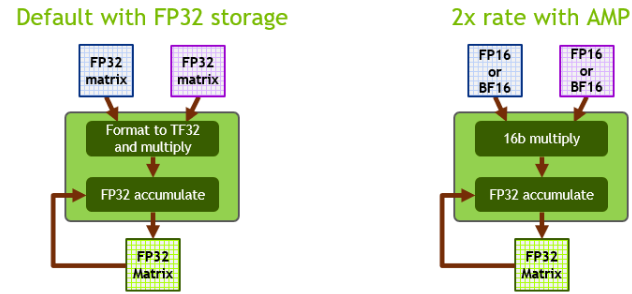 Default with FP32 storage
2x rate with AMP
FP32
matrix
FP32
matrix
FP16
or
BF16
FP16
or
BF16
Format to TF32
and multiply
16b multiply
FP32 accumulate
FP32 accumulate
FP32
Matrix
FP32
Matrix